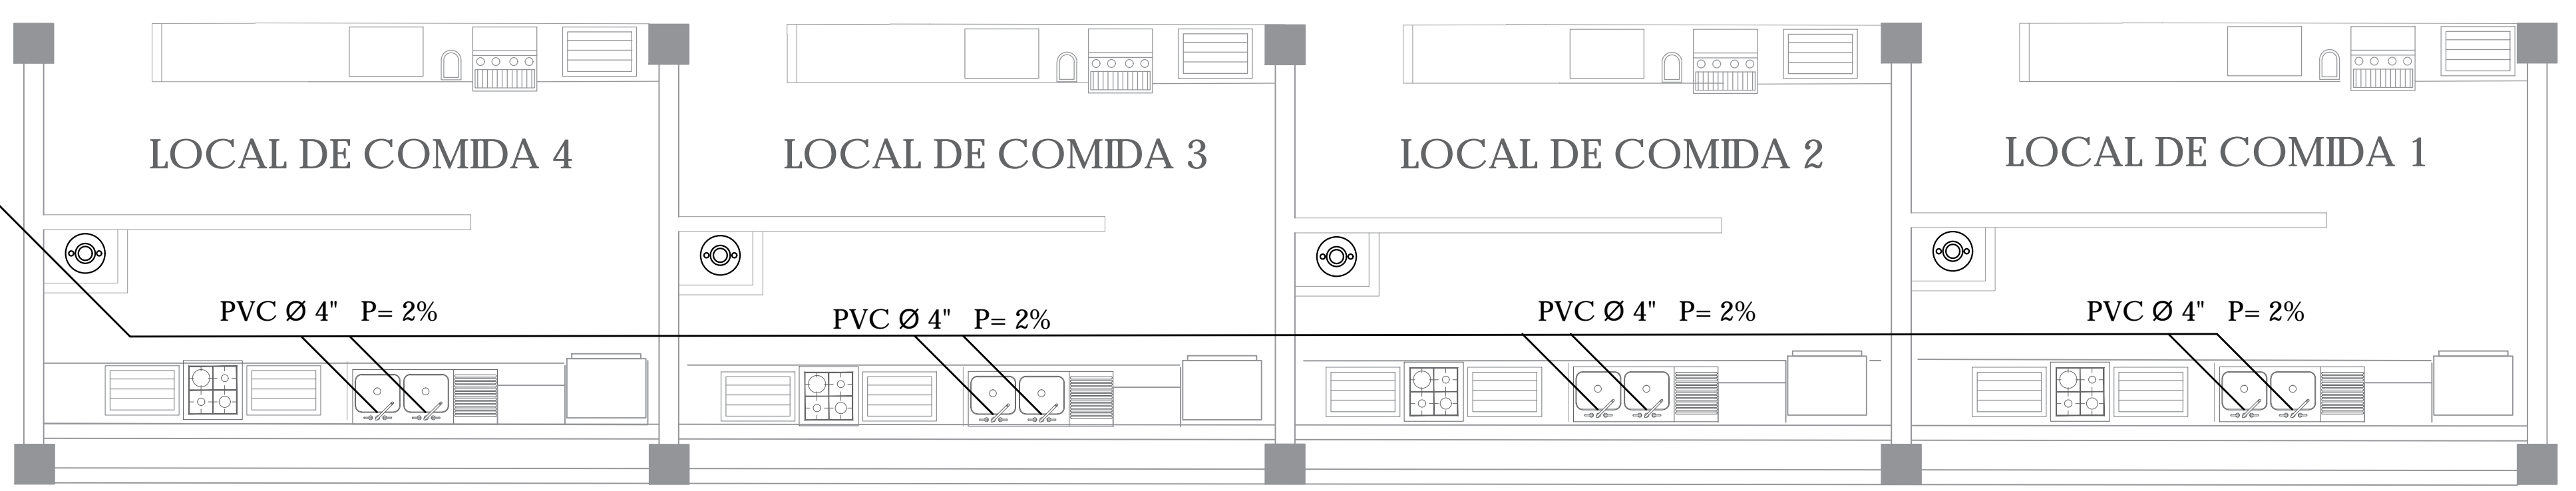 LOCAL DE COMIDA 4
LOCAL DE COMIDA 3
LOCAL DE COMIDA 2
LOCAL DE COMIDA 1
PVC Ø 4" P= 2%
PVC Ø 4" P= 2%
PVC Ø 4" P= 2%
PVC Ø 4" P= 2%